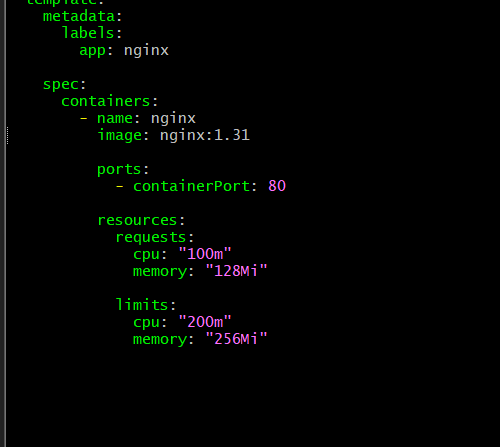 template:
metadata:
labels:
app: nginx
spec:
containers:
- name: nginx
image: nginx:1.31
ports:
- containerPort: 80
resources:
requests:
cpu: "100m"
memory: "128Mi"
limits:
cpu: "200m"
memory: "256Mi"